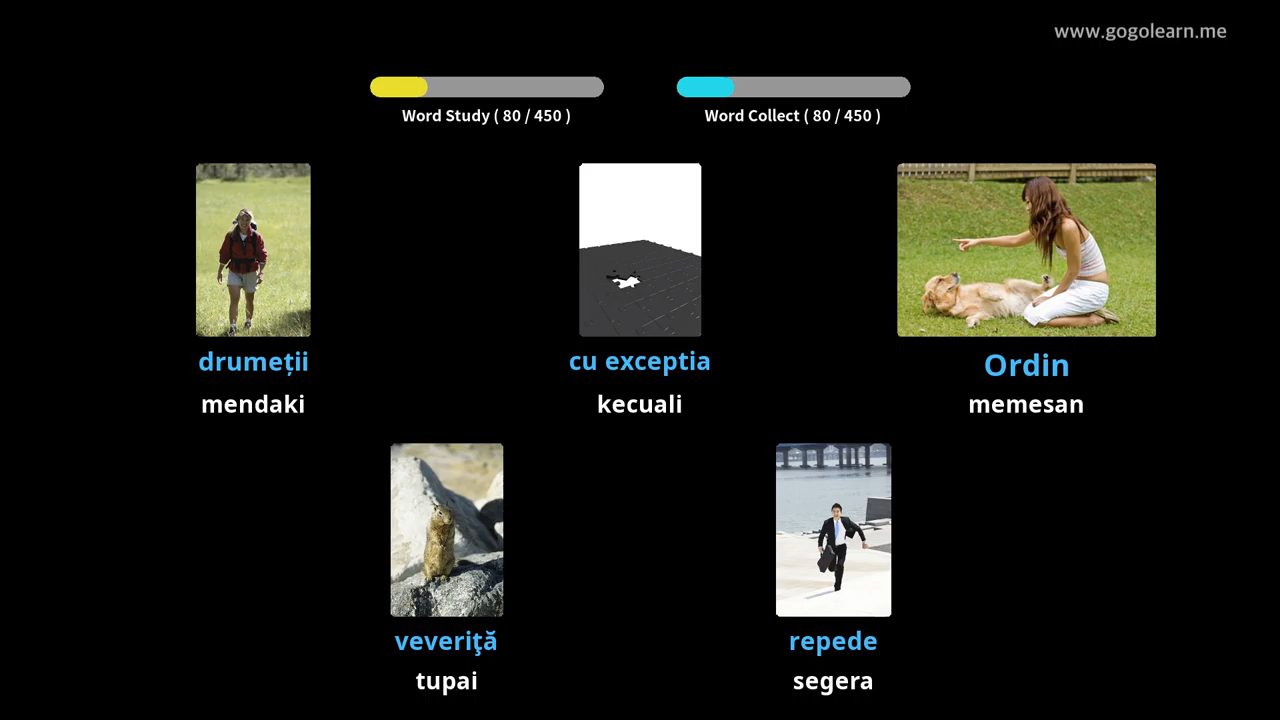 www.gogolearn.me
Word Study ( 80 / 450 )
Word Collect ( 80 / 450 )
drumeții
cu exceptia
Ordin
mendaki
kecuali
memesan
veveriţă
repede
tupai
segera